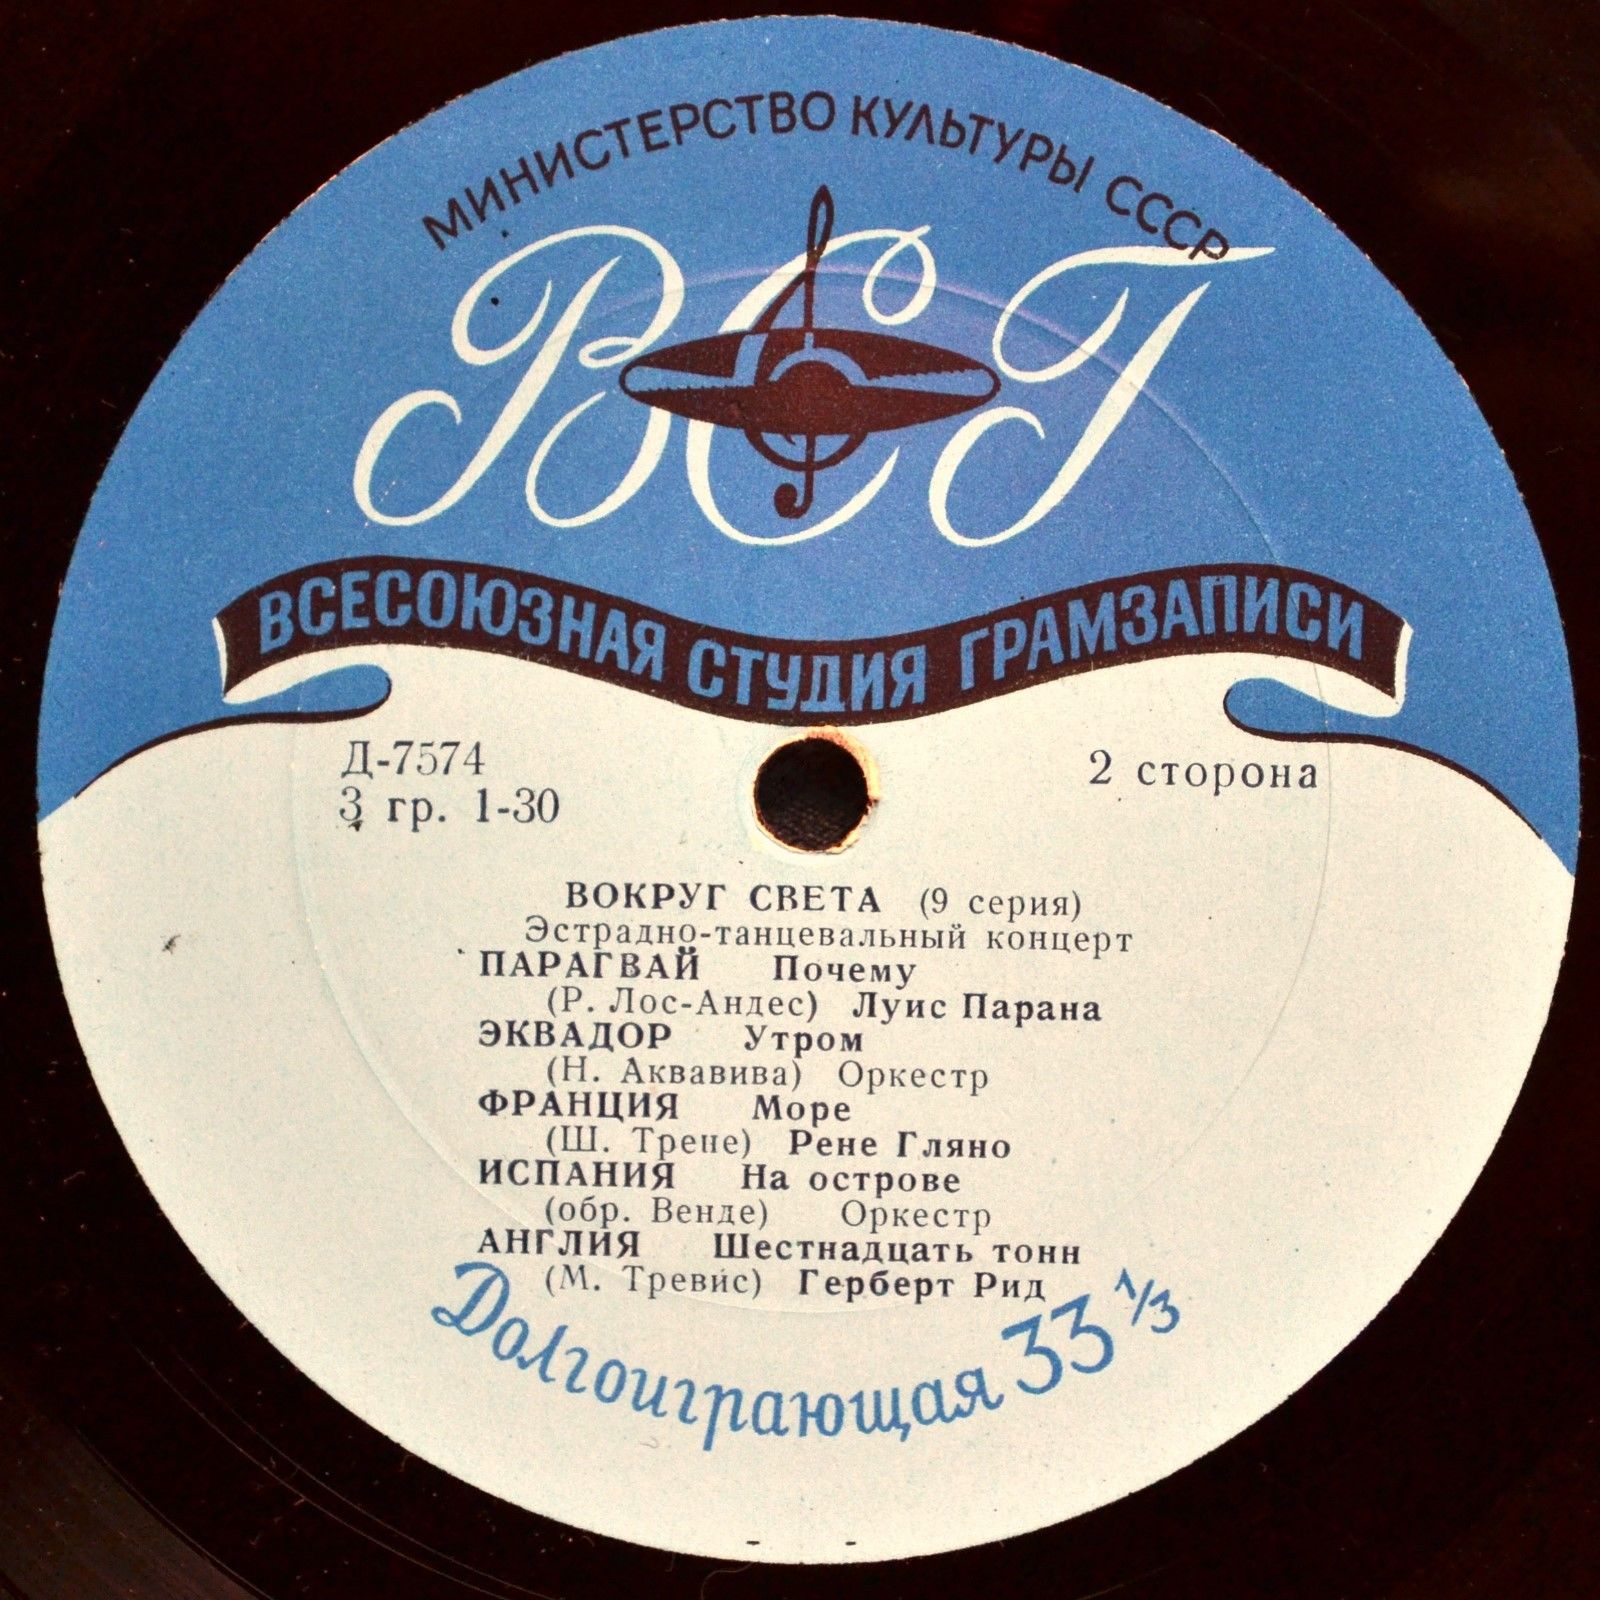 МИНИСТЕРСТВО КУЛЬТУРЫ СССР
ВСГ
ВСЕСОЮЗНАЯ СТУДИЯ ГРАМЗАПИСИ
Д-7574
2 сторона
3 гр. 1-30
ВОКРУГ СВЕТА (9 серия)
Эстрадно-танцевальный концерт
ПАРАГВАЙ Почему
(Р. Лос-Андес) Луис Парана
ЭКВАДОР Утром
(Н. Аквавива) Оркестр
ФРАНЦИЯ Море
(Ш. Трене) Рене Гляно
ИСПАНИЯ На острове
(обр. Венде) Оркестр
АНГЛИЯ Шестнадцать тонн
(М. Тревис) Герберт Рид
Долгоиграющая 33 1/3